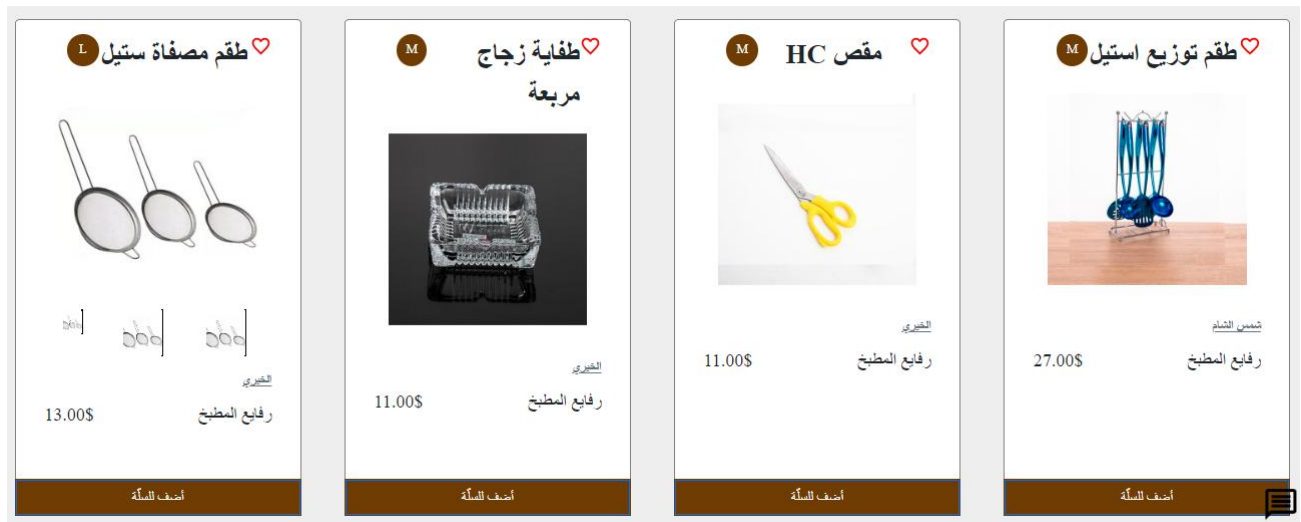 طقم توزيع استيل
M
شمس الشام
رفايع المطبخ
27.00$
أضف للسلّة
مقص HC
M
الخيري
رفايع المطبخ
11.00$
أضف للسلّة
طفاية زجاج
مربعة
M
الخيري
رفايع المطبخ
11.00$
أضف للسلّة
طقم مصفاة ستيل
L
الخيري
رفايع المطبخ
13.00$
أضف للسلّة